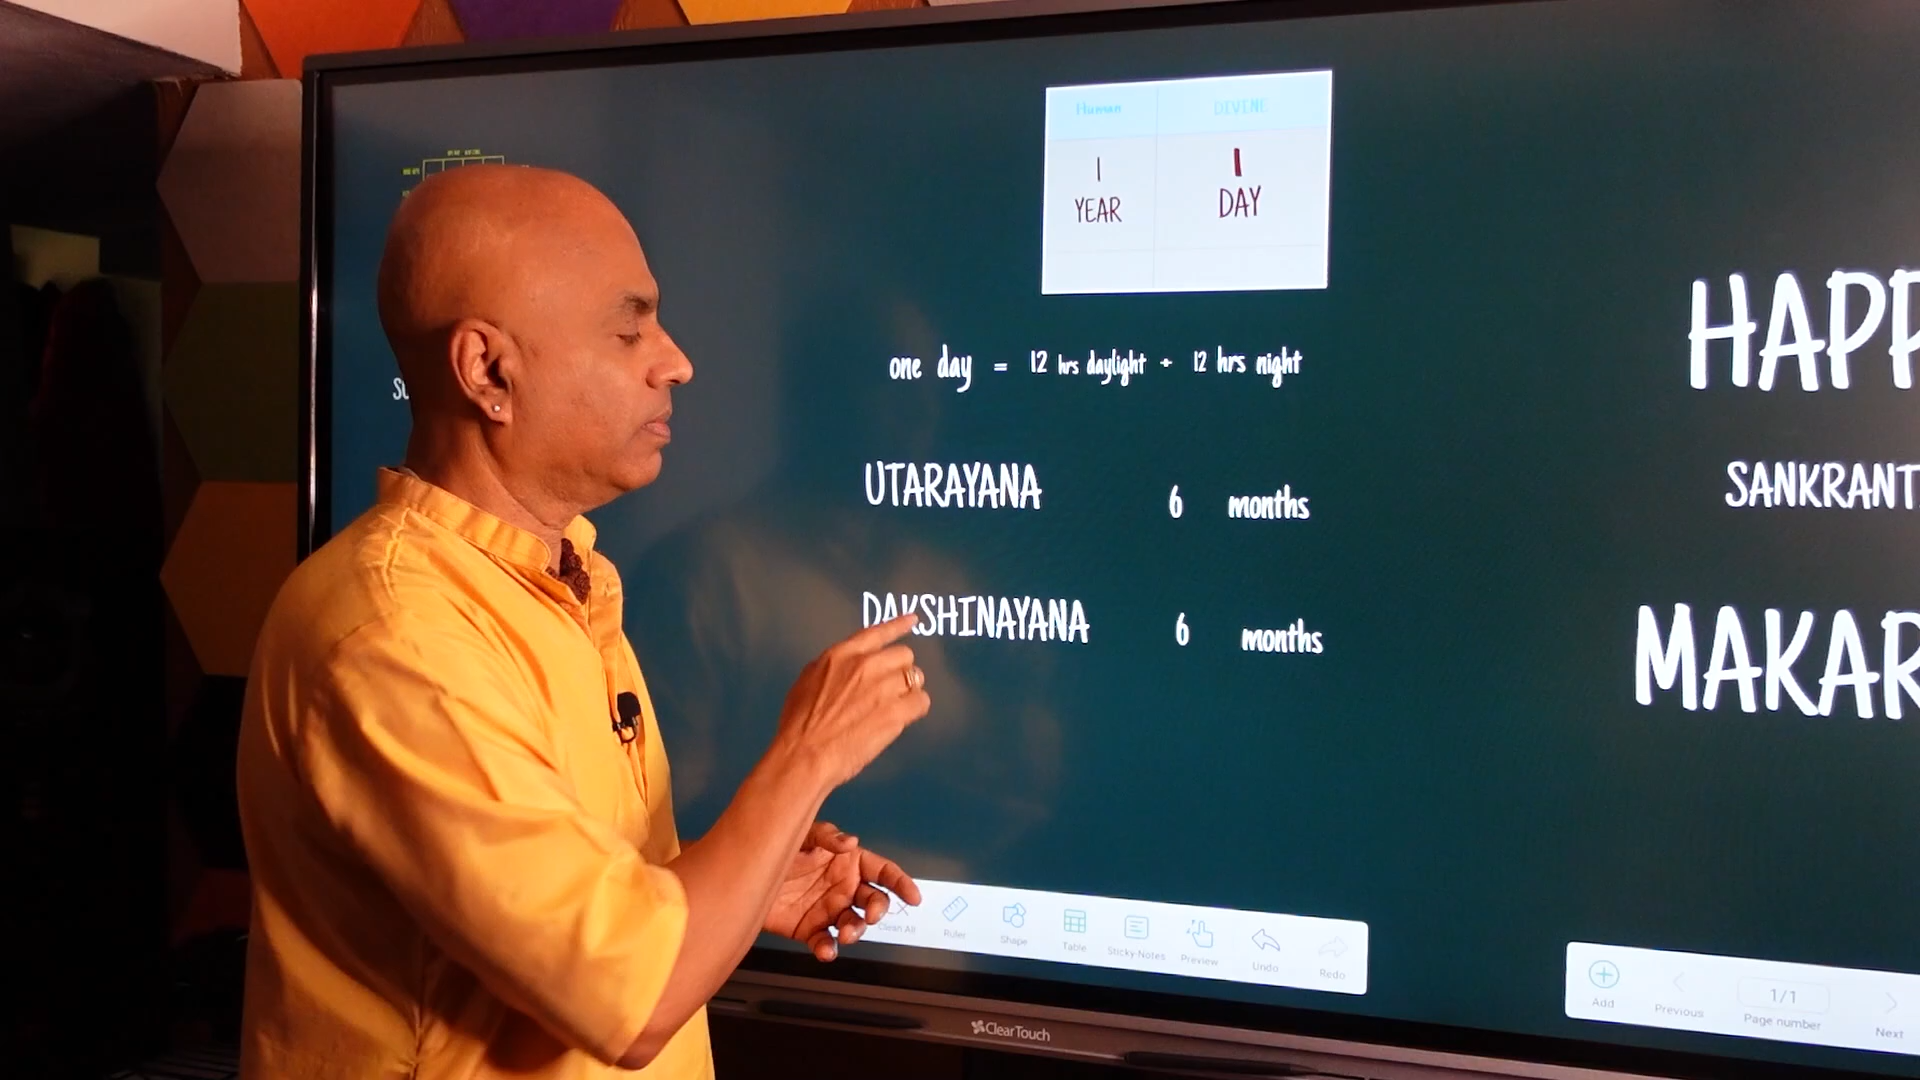 Human DIVINE
1 1
YEAR DAY
one day = 12 hrs daylight + 12 hrs night
UTARAYANA 6 months
DAKSHINAYANA 6 months
HAPP
SANKRANT
MAKAR
Clean All Ruler Shape Table Sticky-Notes Preview Undo Redo
Add Previous 1/1 Page number Next
ClearTouch